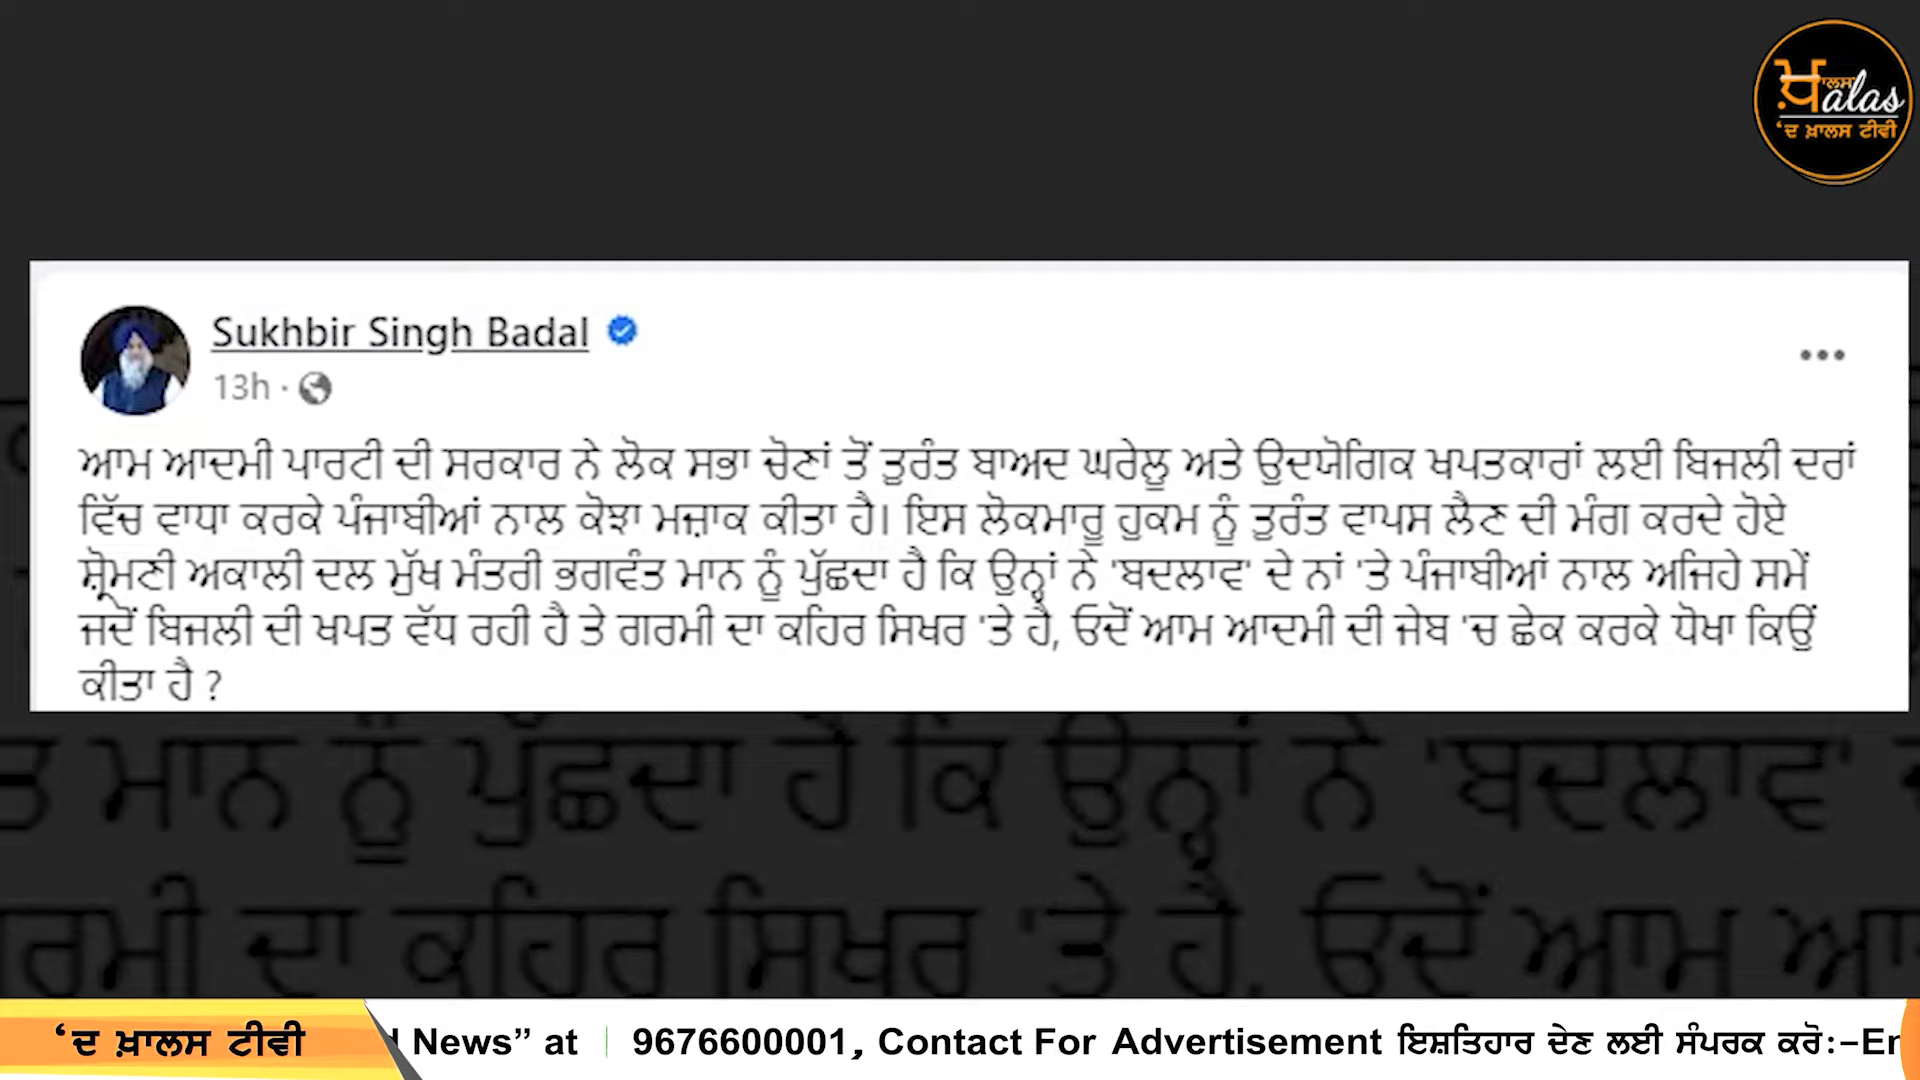 ਖ਼ਾਲਸ
alas
‘ਦ ਖ਼ਾਲਸ ਟੀਵੀ
Sukhbir Singh Badal
13h ·
ਆਮ ਆਦਮੀ ਪਾਰਟੀ ਦੀ ਸਰਕਾਰ ਨੇ ਲੋਕ ਸਭਾ ਚੋਣਾਂ ਤੋਂ ਤੁਰੰਤ ਬਾਅਦ ਘਰੇਲੂ ਅਤੇ ਉਦਯੋਗਿਕ ਖਪਤਕਾਰਾਂ ਲਈ ਬਿਜਲੀ ਦਰਾਂ
ਵਿੱਚ ਵਾਧਾ ਕਰਕੇ ਪੰਜਾਬੀਆਂ ਨਾਲ ਕੋਝਾ ਮਜ਼ਾਕ ਕੀਤਾ ਹੈ। ਇਸ ਲੋਕਮਾਰੂ ਹੁਕਮ ਨੂੰ ਤੁਰੰਤ ਵਾਪਸ ਲੈਣ ਦੀ ਮੰਗ ਕਰਦੇ ਹੋਏ
ਸ਼੍ਰੋਮਣੀ ਅਕਾਲੀ ਦਲ ਮੁੱਖ ਮੰਤਰੀ ਭਗਵੰਤ ਮਾਨ ਨੂੰ ਪੁੱਛਦਾ ਹੈ ਕਿ ਉਨ੍ਹਾਂ ਨੇ 'ਬਦਲਾਵ' ਦੇ ਨਾਂ 'ਤੇ ਪੰਜਾਬੀਆਂ ਨਾਲ ਅਜਿਹੇ ਸਮੇਂ
ਜਦੋਂ ਬਿਜਲੀ ਦੀ ਖਪਤ ਵੱਧ ਰਹੀ ਹੈ ਤੇ ਗਰਮੀ ਦਾ ਕਹਿਰ ਸਿਖਰ 'ਤੇ ਹੈ, ਓਦੋਂ ਆਮ ਆਦਮੀ ਦੀ ਜੇਬ 'ਚ ਛੇਕ ਕਰਕੇ ਧੋਖਾ ਕਿਉਂ
ਕੀਤਾ ਹੈ ?
ਮਾਨ ਨੂੰ ਪੁੱਛਦਾ ਹੈ ਕਿ ਉਨ੍ਹਾਂ ਨੇ 'ਬਦਲਾਵ'
ਗਰਮੀ ਦਾ ਕਹਿਰ ਸਿਖਰ 'ਤੇ ਹੈ, ਓਦੋਂ ਆਮ
‘ਦ ਖ਼ਾਲਸ ਟੀਵੀ
News” at 9676600001, Contact For Advertisement ਇਸ਼ਤਿਹਾਰ ਦੇਣ ਲਈ ਸੰਪਰਕ ਕਰੋ:-